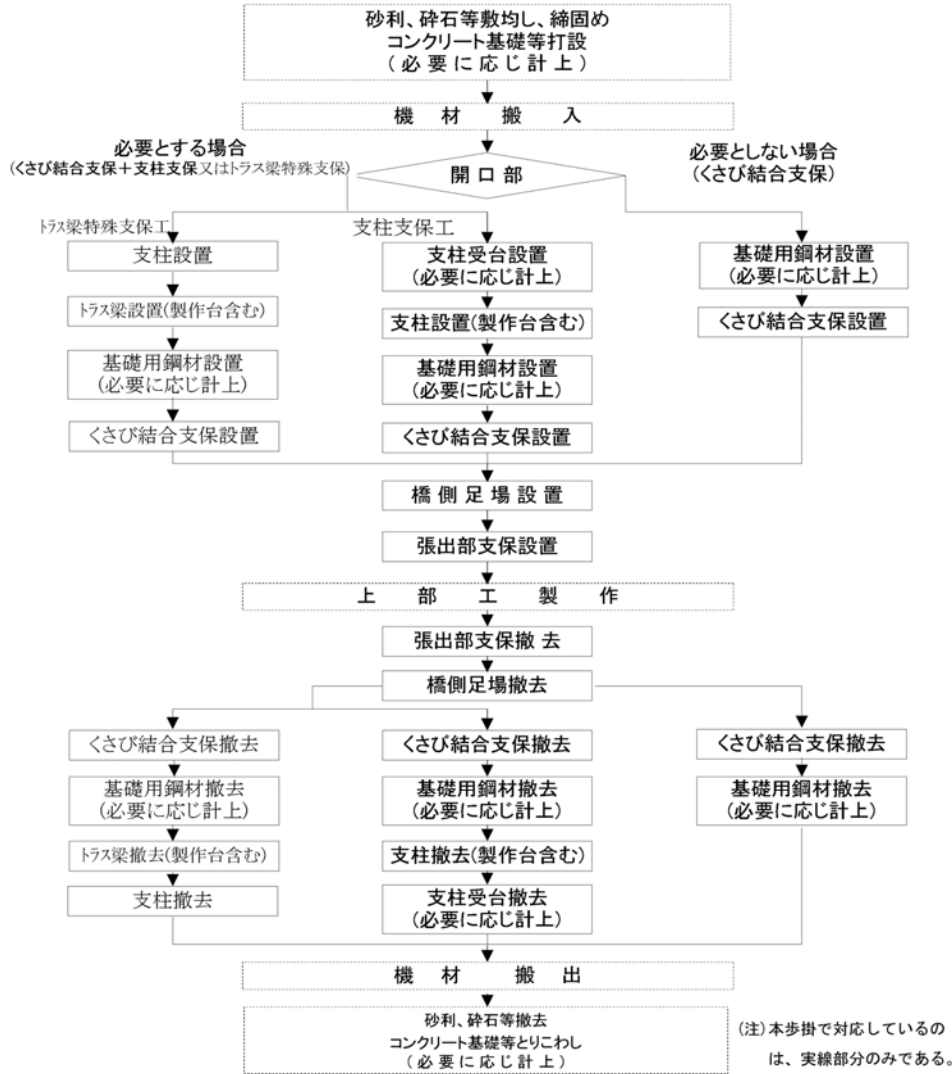 砂利、砕石等敷均し、締固め
コンクリート基礎等打設
(必要に応じ計上)
機材搬入
必要とする場合
(くさび結合支保+支柱支保又はトラス梁特殊支保)
開口部
必要としない場合
(くさび結合支保)
トラス梁特殊支保工
支柱設置
トラス梁設置(製作台含む)
基礎用鋼材設置
(必要に応じ計上)
くさび結合支保設置
支柱支保工
支柱受台設置
(必要に応じ計上)
支柱設置(製作台含む)
基礎用鋼材設置
(必要に応じ計上)
くさび結合支保設置
基礎用鋼材設置
(必要に応じ計上)
くさび結合支保設置
橋側足場設置
張出部支保設置
上部工製作
張出部支保撤 去
橋側足場撤去
くさび結合支保撤去
基礎用鋼材撤去
(必要に応じ計上)
トラス梁撤去(製作台含む)
支柱撤去
くさび結合支保撤去
基礎用鋼材撤去
(必要に応じ計上)
支柱撤去(製作台含む)
支柱受台撤去
(必要に応じ計上)
くさび結合支保撤去
基礎用鋼材撤去
(必要に応じ計上)
機材搬出
砂利、砕石等撤去
コンクリート基礎等とりこわし
(必要に応じ計上)
(注)本歩掛で対応しているの
は、実線部分のみである。